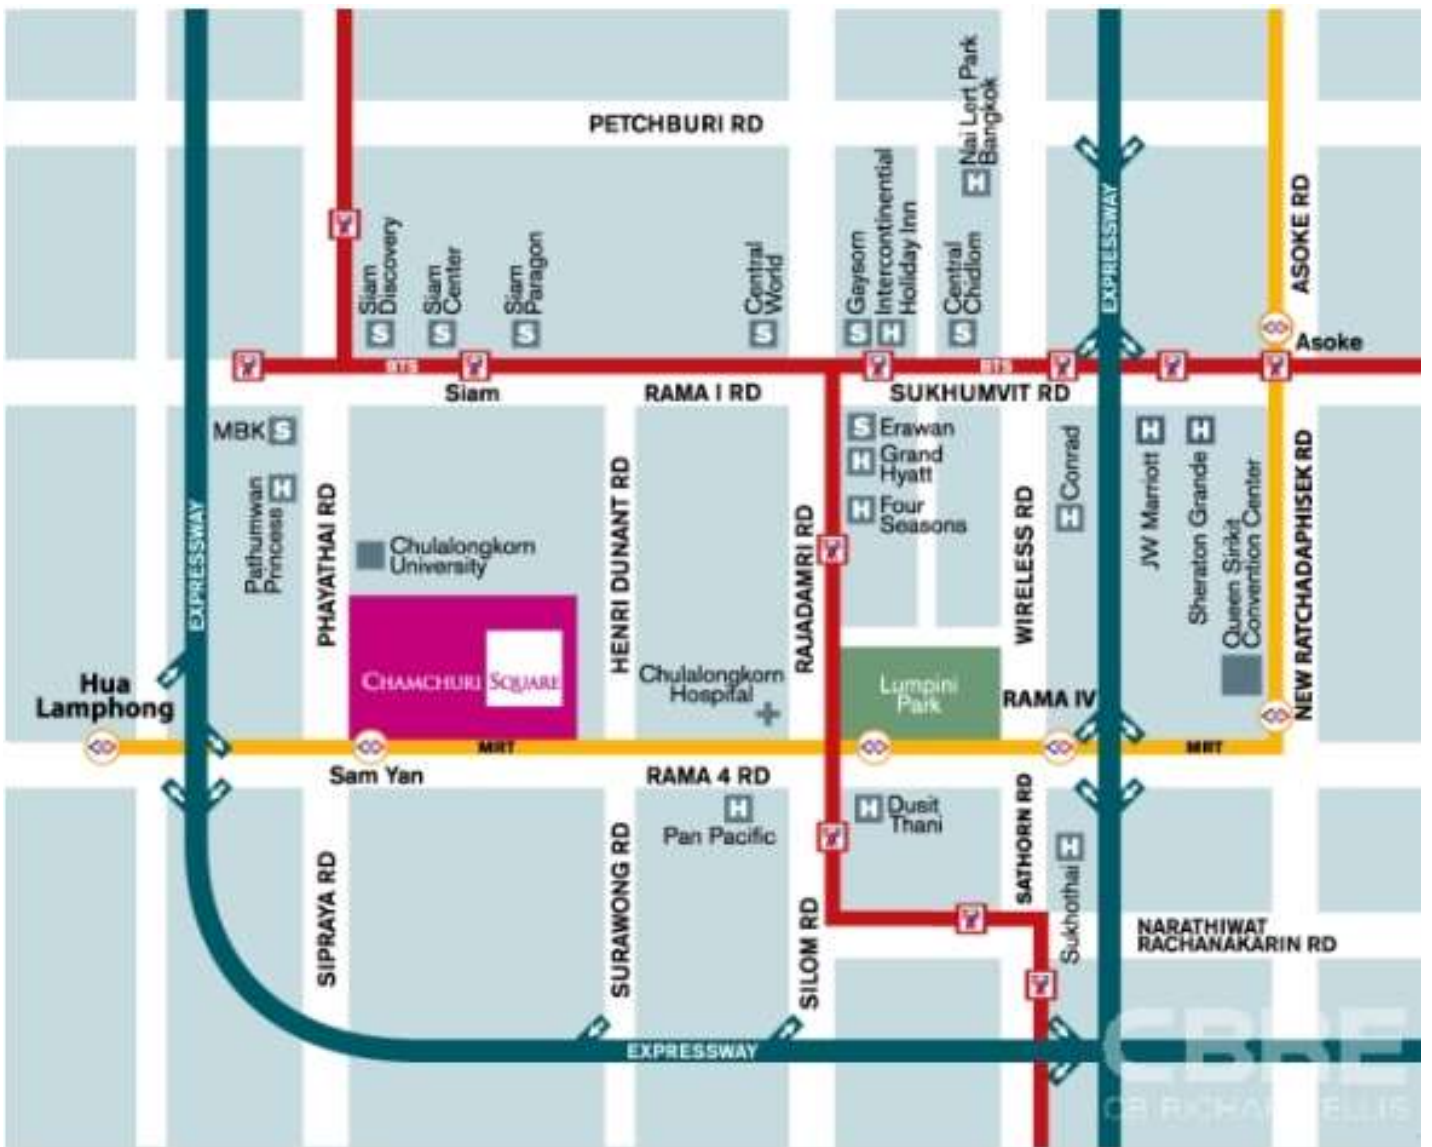 PETCHBURI RD
Nai Lert Park
Bangkok
EXPRESSWAY
ASOKE RD
Siam
Discovery
Siam
Center
Siam
Paragon
Central
World
Gaysorn
Intercontinental
Holiday Inn
Central
Chidlom
S
S
S
S
S
H
S
H
Asoke
BTS
BTS
Siam
RAMA I RD
SUKHUMVIT RD
MBK S
S Erawan
H Grand
Hyatt
H Four
Seasons
H
Pathumwan
Princess
PHAYATHAI RD
EXPRESSWAY
Chulalongkorn
University
HENRI DUNANT RD
RAJADAMRI RD
WIRELESS RD
H
Conrad
H
JW Marriott
H
Sheraton Grande
Queen Sirikit
Convention Center
NEW RATCHADAPHISEK RD
CHAMCHURI SQUARE
Chulalongkorn
Hospital
Lumpini
Park
RAMA IV
Hua
Lamphong
MRT
MRT
Sam Yan
RAMA 4 RD
H
Pan Pacific
H Dusit
Thani
SATHORN RD
H
Sukhothai
SIPRAYA RD
SURAWONG RD
SILOM RD
NARATHIWAT
RACHANAKARIN RD
EXPRESSWAY
CBRE
CB RICHARD ELLIS